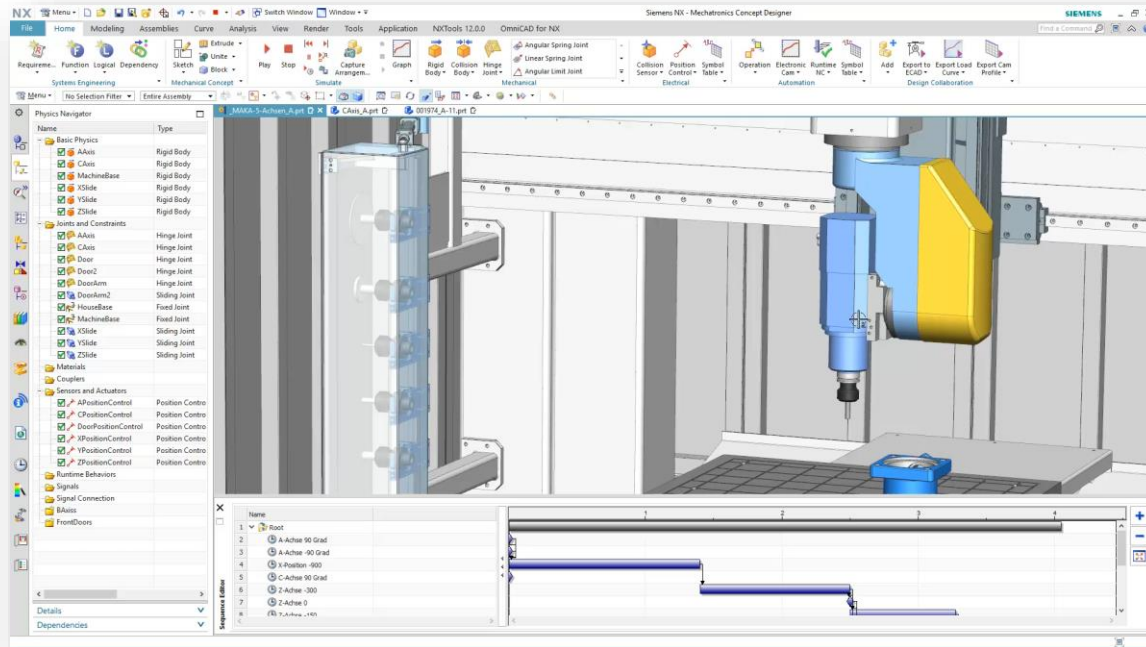 NX Menu Switch Window Window Siemens NX - Mechatronics Concept Designer SIEMENS
File Home Modeling Assemblies Curve Analysis View Render Tools Application NXTools 12.0.0 OmniCAD for NX Find a Command
Requireme... Function Logical Dependency
Systems Engineering
Sketch
Extrude
Unite
Block
Mechanical Concept
Play Stop Capture Arrangem...
Simulate
Graph
Rigid Body Collision Body Hinge Joint
Angular Spring Joint
Linear Spring Joint
Angular Limit Joint
Mechanical
Collision Sensor Position Control Symbol Table
Electrical
Operation Electronic Cam Runtime NC Symbol Table
Automation
Add Export to ECAD Export Load Curve Export Cam Profile
Design Collaboration
Menu No Selection Filter Entire Assembly
Physics Navigator
_MAKA-5-Achsen_A.prt CAxis_A.prt 001974_A-11.prt
Name Type
Basic Physics
AAxis Rigid Body
CAxis Rigid Body
MachineBase Rigid Body
XSlide Rigid Body
YSlide Rigid Body
ZSlide Rigid Body
Joints and Constraints
AAxis Hinge Joint
CAxis Hinge Joint
Door Hinge Joint
Door2 Hinge Joint
DoorArm Hinge Joint
DoorArm2 Sliding Joint
HouseBase Fixed Joint
MachineBase Fixed Joint
XSlide Sliding Joint
YSlide Sliding Joint
ZSlide Sliding Joint
Materials
Couplers
Sensors and Actuators
APositionControl Position Contro
CPositionControl Position Contro
DoorPositionControl Position Contro
XPositionControl Position Contro
YPositionControl Position Contro
ZPositionControl Position Contro
Runtime Behaviors
Signals
Signal Connection
BAxiss
FrontDoors
Details
Dependencies
Sequence Editor
Name 1 2 3 4
1 Root
2 A-Achse 90 Grad
3 A-Achse -90 Grad
4 X-Position -900
5 C-Achse 90 Grad
6 Z-Achse -300
7 Z-Achse 0
8 Z-Achse -150